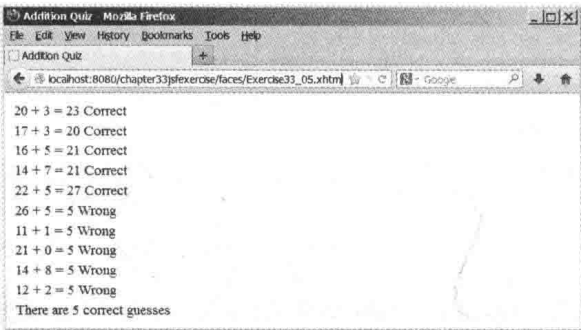 Addition Quiz - Mozilla Firefox
File Edit View History Bookmarks Tools Help
Addition Quiz +
localhost:8080/chapter33jsfexercise/faces/Exercise33_05.xhtml Google
20 + 3 = 23 Correct
17 + 3 = 20 Correct
16 + 5 = 21 Correct
14 + 7 = 21 Correct
22 + 5 = 27 Correct
26 + 5 = 5 Wrong
11 + 1 = 5 Wrong
21 + 0 = 5 Wrong
14 + 8 = 5 Wrong
12 + 2 = 5 Wrong
There are 5 correct guesses